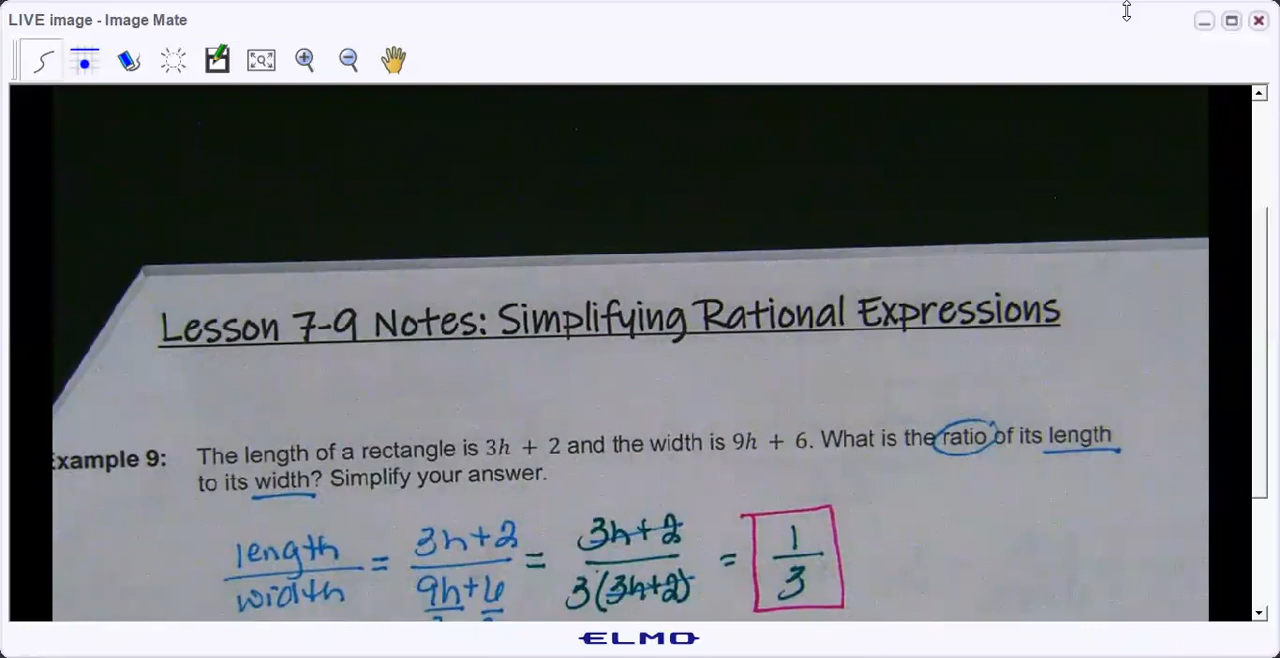 LIVE image - Image Mate
Lesson 7-9 Notes: Simplifying Rational Expressions
xample 9: The length of a rectangle is 3h + 2 and the width is 9h + 6. What is the ratio of its length
to its width? Simplify your answer.
length/width = 3h+2/9h+6 = 3h+2/3(3h+2) = 1/3
ELMO